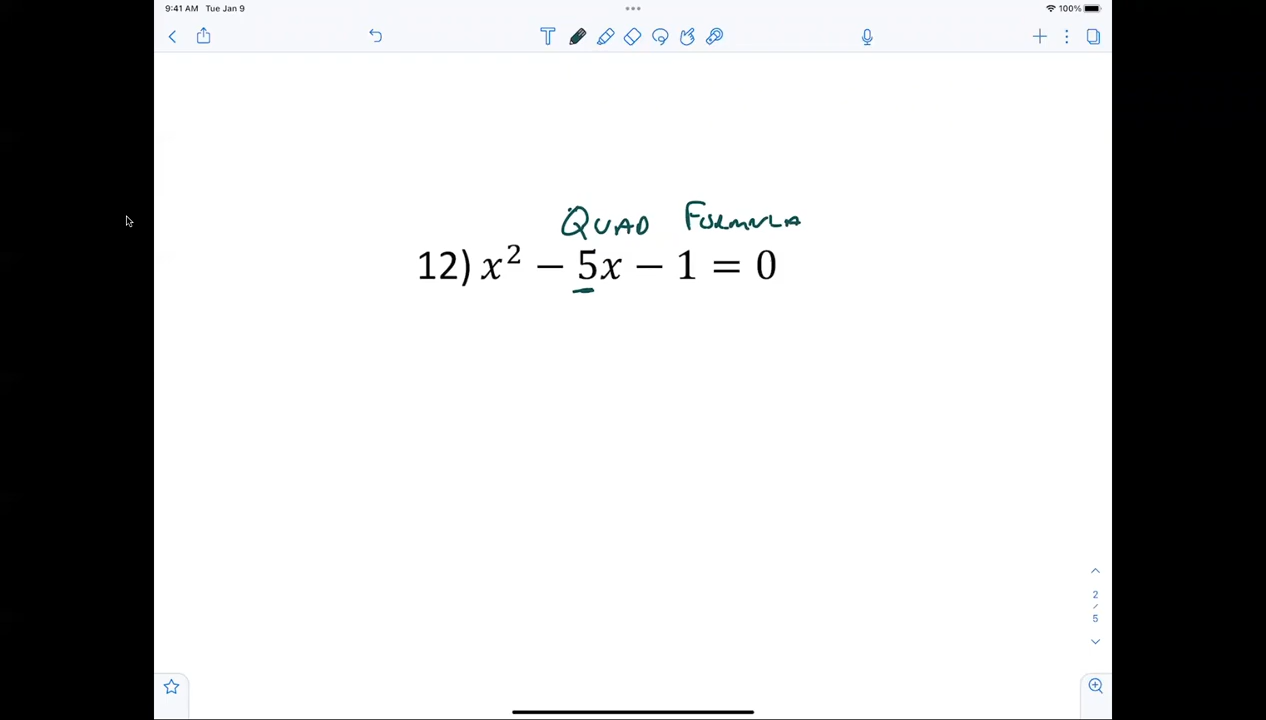 9:41 AM Tue Jan 9
100%
QUAD FORMULA
12) x² − 5x − 1 = 0
2
/
5